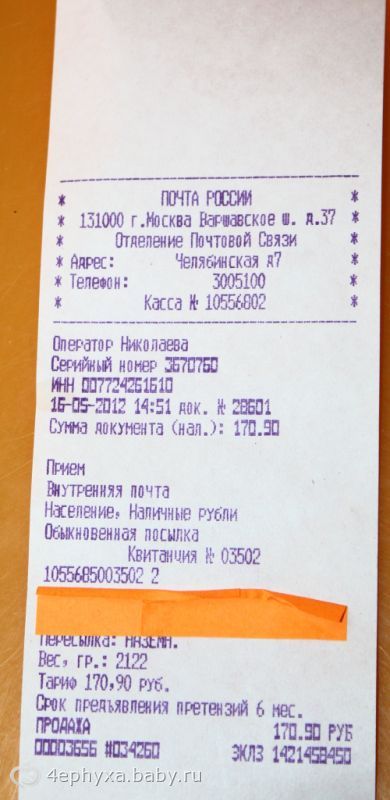 * ПОЧТА РОССИИ *
* 131000 г.Москва Варшавское ш. д.37 *
* Отделение Почтовой Связи *
* Адрес: Челябинская д7 *
* Телефон: 3005100 *
* Касса № 10556802 *
Оператор Николаева
Серийный номер 3670760
ИНН 007724261610
16-05-2012 14:51 док. № 28601
Сумма документа (нал.): 170.90
Прием
Внутренняя почта
Население, Наличные рубли
Обыкновенная посылка
Квитанция № 03502
1055685003502 2
Пересылка: НАЗЕМН.
Вес, гр.: 2122
Тариф 170,90 руб.
Срок предъявления претензий 6 мес.
ПРОДАЖА 170.90 РУБ
00003656 #034260 ЭКЛЗ 1421458450
4ephyxa.baby.ru